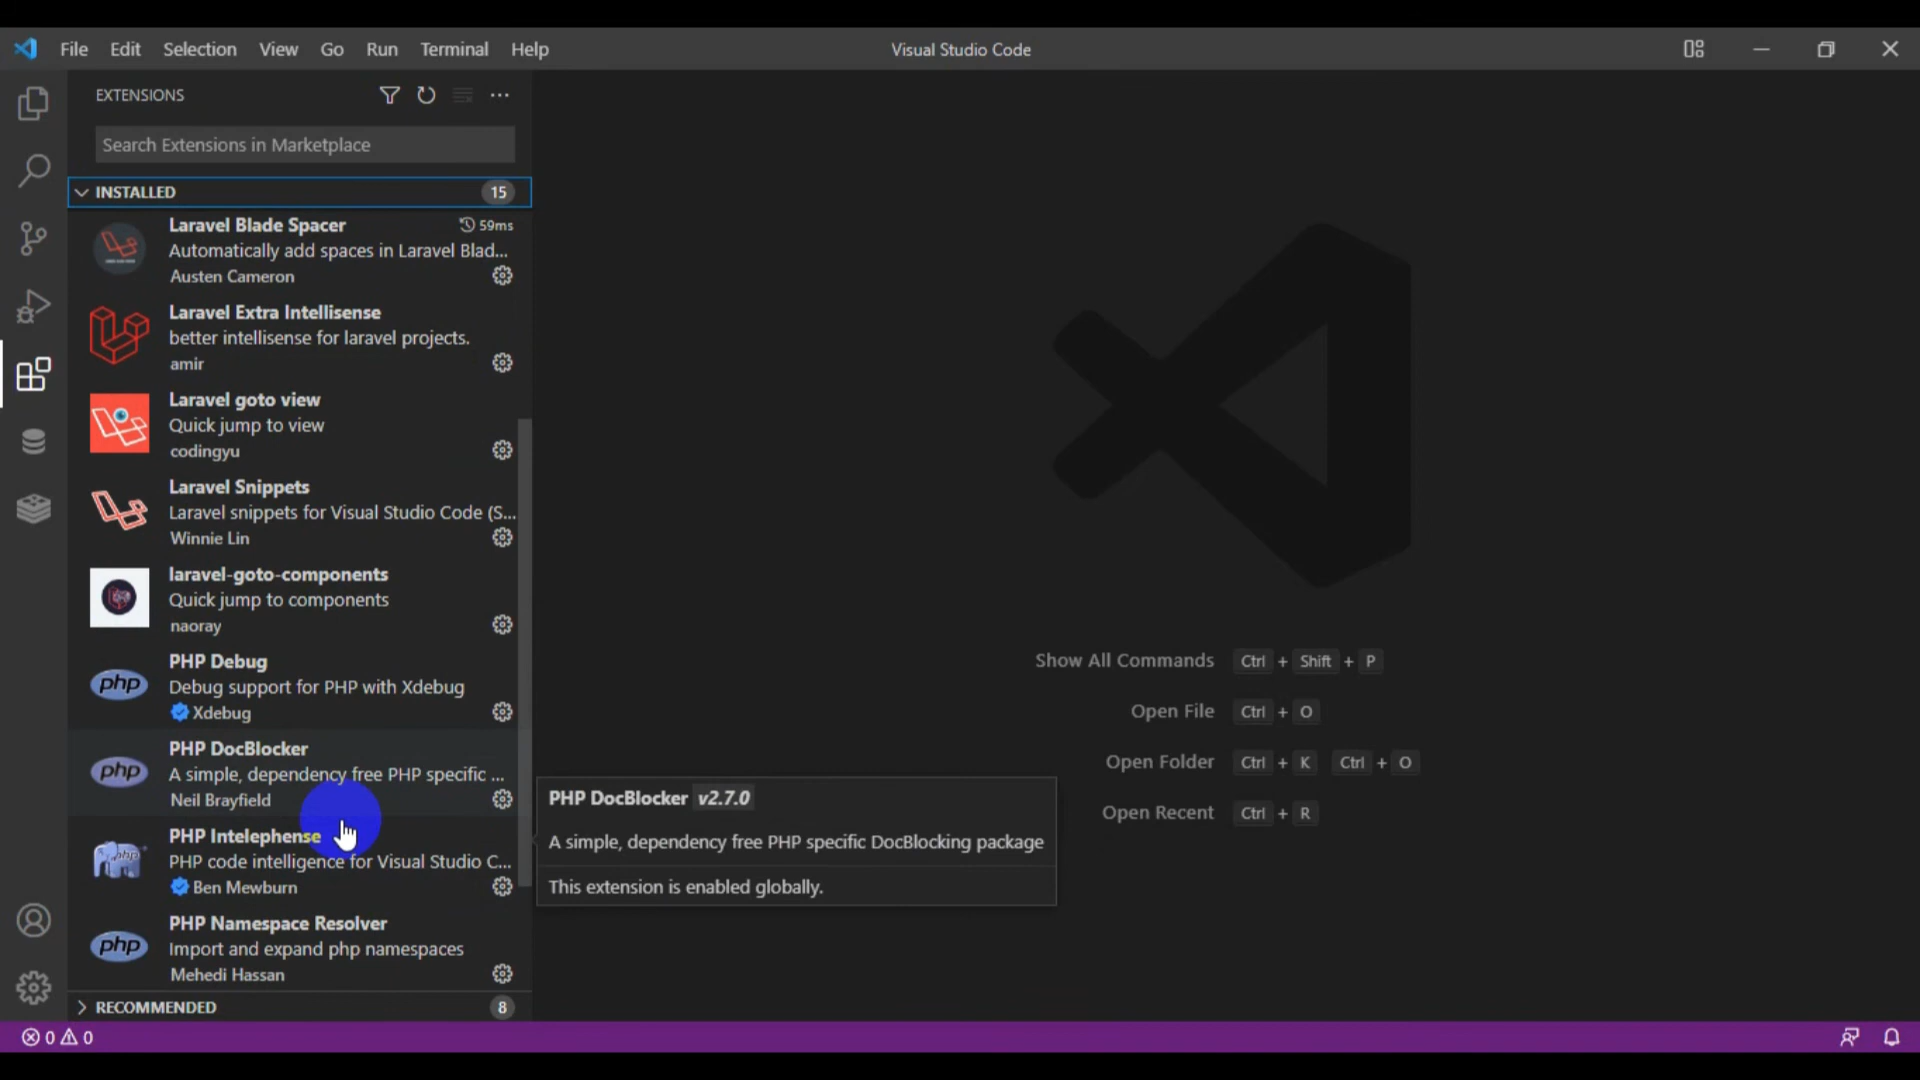 File Edit Selection View Go Run Terminal Help
Visual Studio Code
EXTENSIONS
Search Extensions in Marketplace
INSTALLED 15
Laravel Blade Spacer 59ms
Automatically add spaces in Laravel Blad...
Austen Cameron
Laravel Extra Intellisense
better intellisense for laravel projects.
amir
Laravel goto view
Quick jump to view
codingyu
Laravel Snippets
Laravel snippets for Visual Studio Code (S...
Winnie Lin
laravel-goto-components
Quick jump to components
naoray
PHP Debug
php
Debug support for PHP with Xdebug
Xdebug
PHP DocBlocker
php
A simple, dependency free PHP specific ...
Neil Brayfield
PHP Intelephense
php
PHP code intelligence for Visual Studio C...
Ben Mewburn
PHP Namespace Resolver
php
Import and expand php namespaces
Mehedi Hassan
RECOMMENDED 8
Show All Commands Ctrl + Shift + P
Open File Ctrl + O
Open Folder Ctrl + K Ctrl + O
Open Recent Ctrl + R
PHP DocBlocker v2.7.0
A simple, dependency free PHP specific DocBlocking package
This extension is enabled globally.
0 0